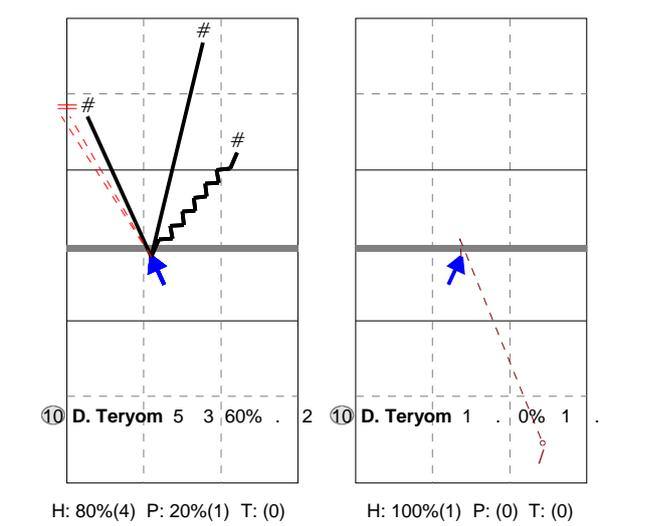 #
# #
=
10 D. Teryom 5 3 60% . 2
H: 80%(4) P: 20%(1) T: (0)
10 D. Teryom 1 . 0% 1 .
H: 100%(1) P: (0) T: (0)